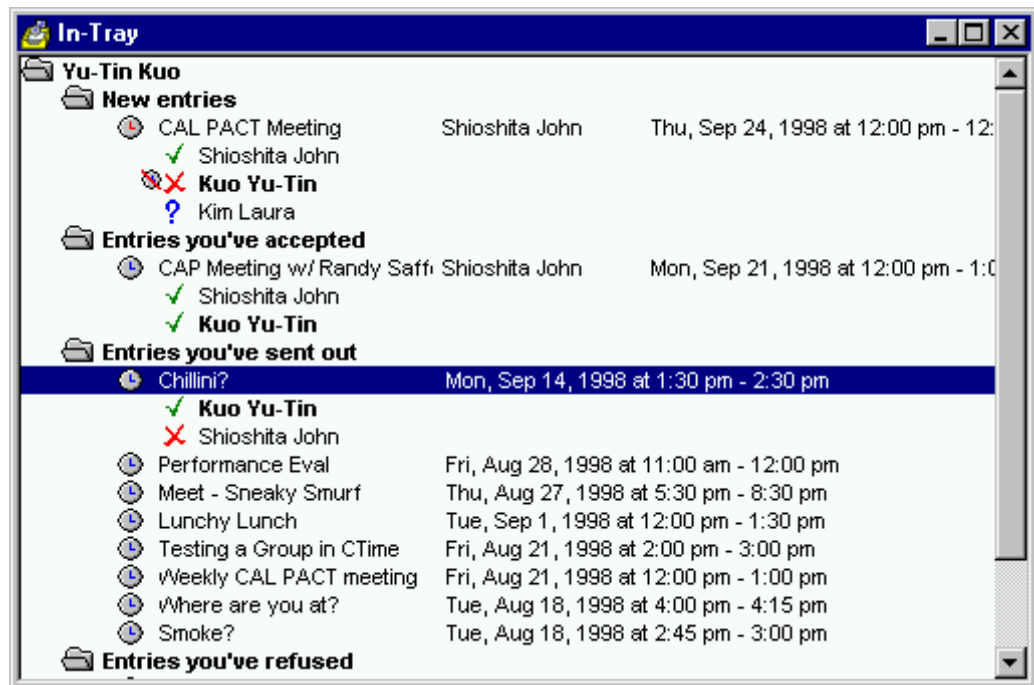 In-Tray
Yu-Tin Kuo
New entries
CAL PACT Meeting Shioshita John Thu, Sep 24, 1998 at 12:00 pm - 12:
Shioshita John
Kuo Yu-Tin
? Kim Laura
Entries you've accepted
CAP Meeting w/ Randy Saff Shioshita John Mon, Sep 21, 1998 at 12:00 pm - 1:0
Shioshita John
Kuo Yu-Tin
Entries you've sent out
Chillini? Mon, Sep 14, 1998 at 1:30 pm - 2:30 pm
Kuo Yu-Tin
Shioshita John
Performance Eval Fri, Aug 28, 1998 at 11:00 am - 12:00 pm
Meet - Sneaky Smurf Thu, Aug 27, 1998 at 5:30 pm - 8:30 pm
Lunchy Lunch Tue, Sep 1, 1998 at 12:00 pm - 1:30 pm
Testing a Group in CTime Fri, Aug 21, 1998 at 2:00 pm - 3:00 pm
Weekly CAL PACT meeting Fri, Aug 21, 1998 at 12:00 pm - 1:00 pm
Where are you at? Tue, Aug 18, 1998 at 4:00 pm - 4:15 pm
Smoke? Tue, Aug 18, 1998 at 2:45 pm - 3:00 pm
Entries you've refused